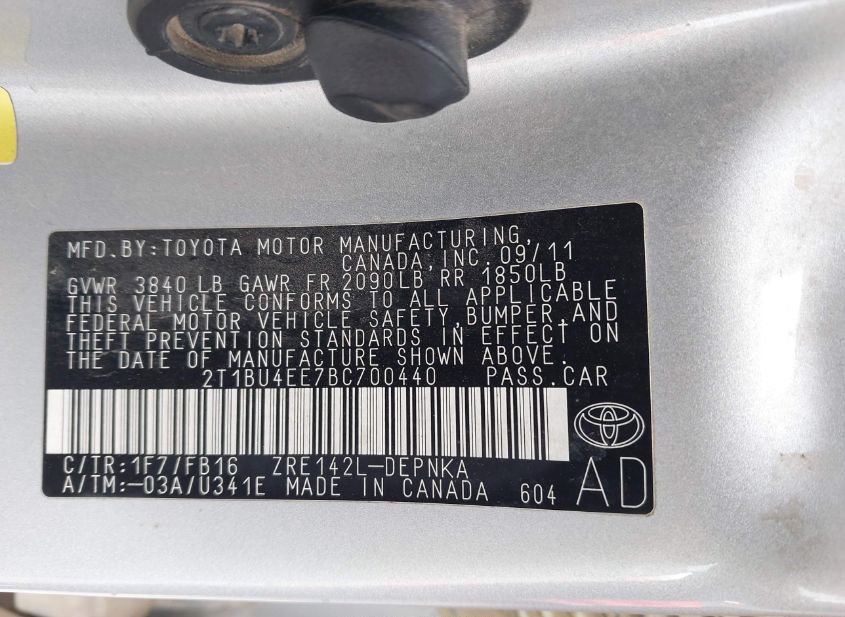 MFD.BY:TOYOTA MOTOR MANUFACTURING,
CANADA,INC.09/11
GVWR 3840 LB GAWR FR 2090LB RR 1850LB
THIS VEHICLE CONFORMS TO ALL APPLICABLE
FEDERAL MOTOR VEHICLE SAFETY,BUMPER,AND
THEFT PREVENTION STANDARDS IN EFFECT ON
THE DATE OF MANUFACTURE SHOWN ABOVE.
2T1BU4EE7BC700440 PASS.CAR
C/TR:1F7/FB16 ZRE142L-DEPNKA
A/TM:-03A/U341E MADE IN CANADA 604 AD